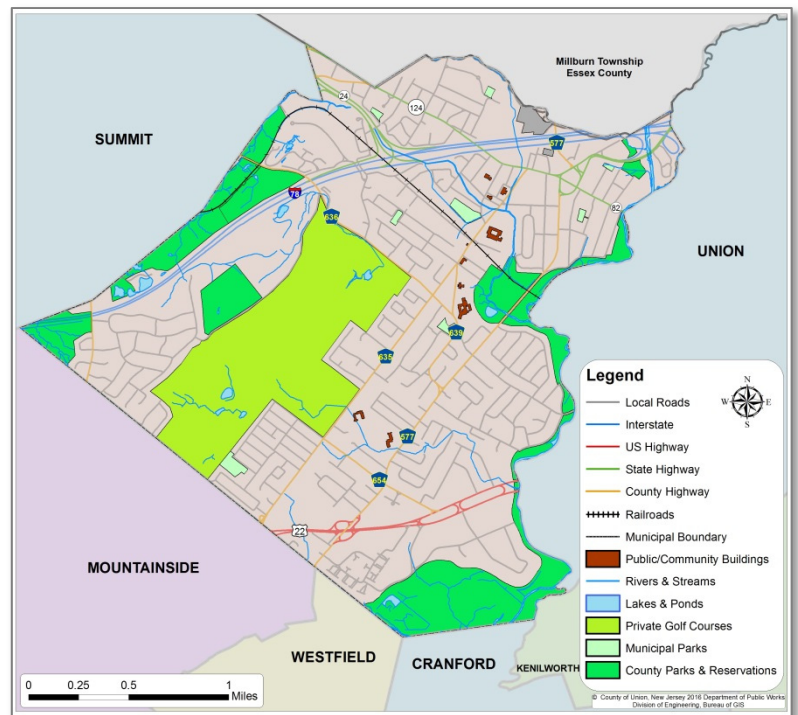 Millburn Township
Essex County
SUMMIT
24
124
577
78
636
82
UNION
639
635
577
654
22
MOUNTAINSIDE
WESTFIELD
CRANFORD
KENILWORTH
Legend
N
W
E
S
Local Roads
Interstate
US Highway
State Highway
County Highway
Railroads
Municipal Boundary
Public/Community Buildings
Rivers & Streams
Lakes & Ponds
Private Golf Courses
Municipal Parks
County Parks & Reservations
0 0.25 0.5 1
Miles
© County of Union, New Jersey 2016 Department of Public Works
Division of Engineering, Bureau of GIS